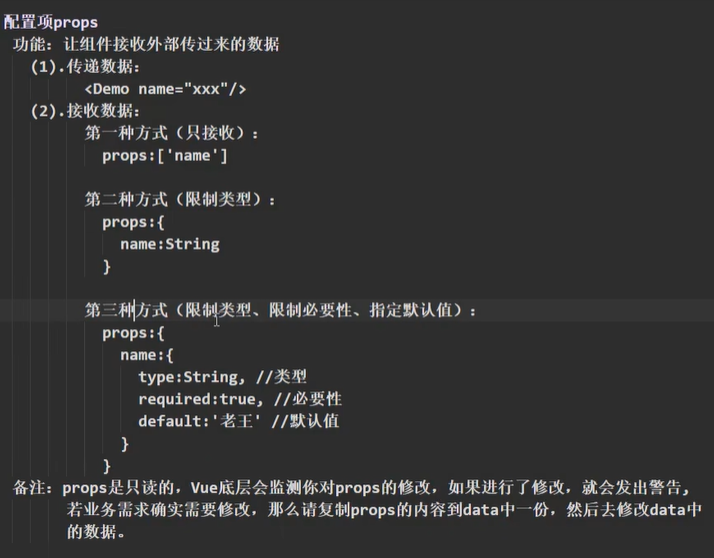 配置项props
功能：让组件接收外部传过来的数据
(1).传递数据：
<Demo name="xxx"/>
(2).接收数据：
第一种方式（只接收）：
props:['name']
第二种方式（限制类型）：
props:{
name:String
}
第三种方式（限制类型、限制必要性、指定默认值）：
props:{
name:{
type:String, //类型
required:true, //必要性
default:'老王' //默认值
}
}
备注：props是只读的，Vue底层会监测你对props的修改，如果进行了修改，就会发出警告，
若业务需求确实需要修改，那么请复制props的内容到data中一份，然后去修改data中
的数据。